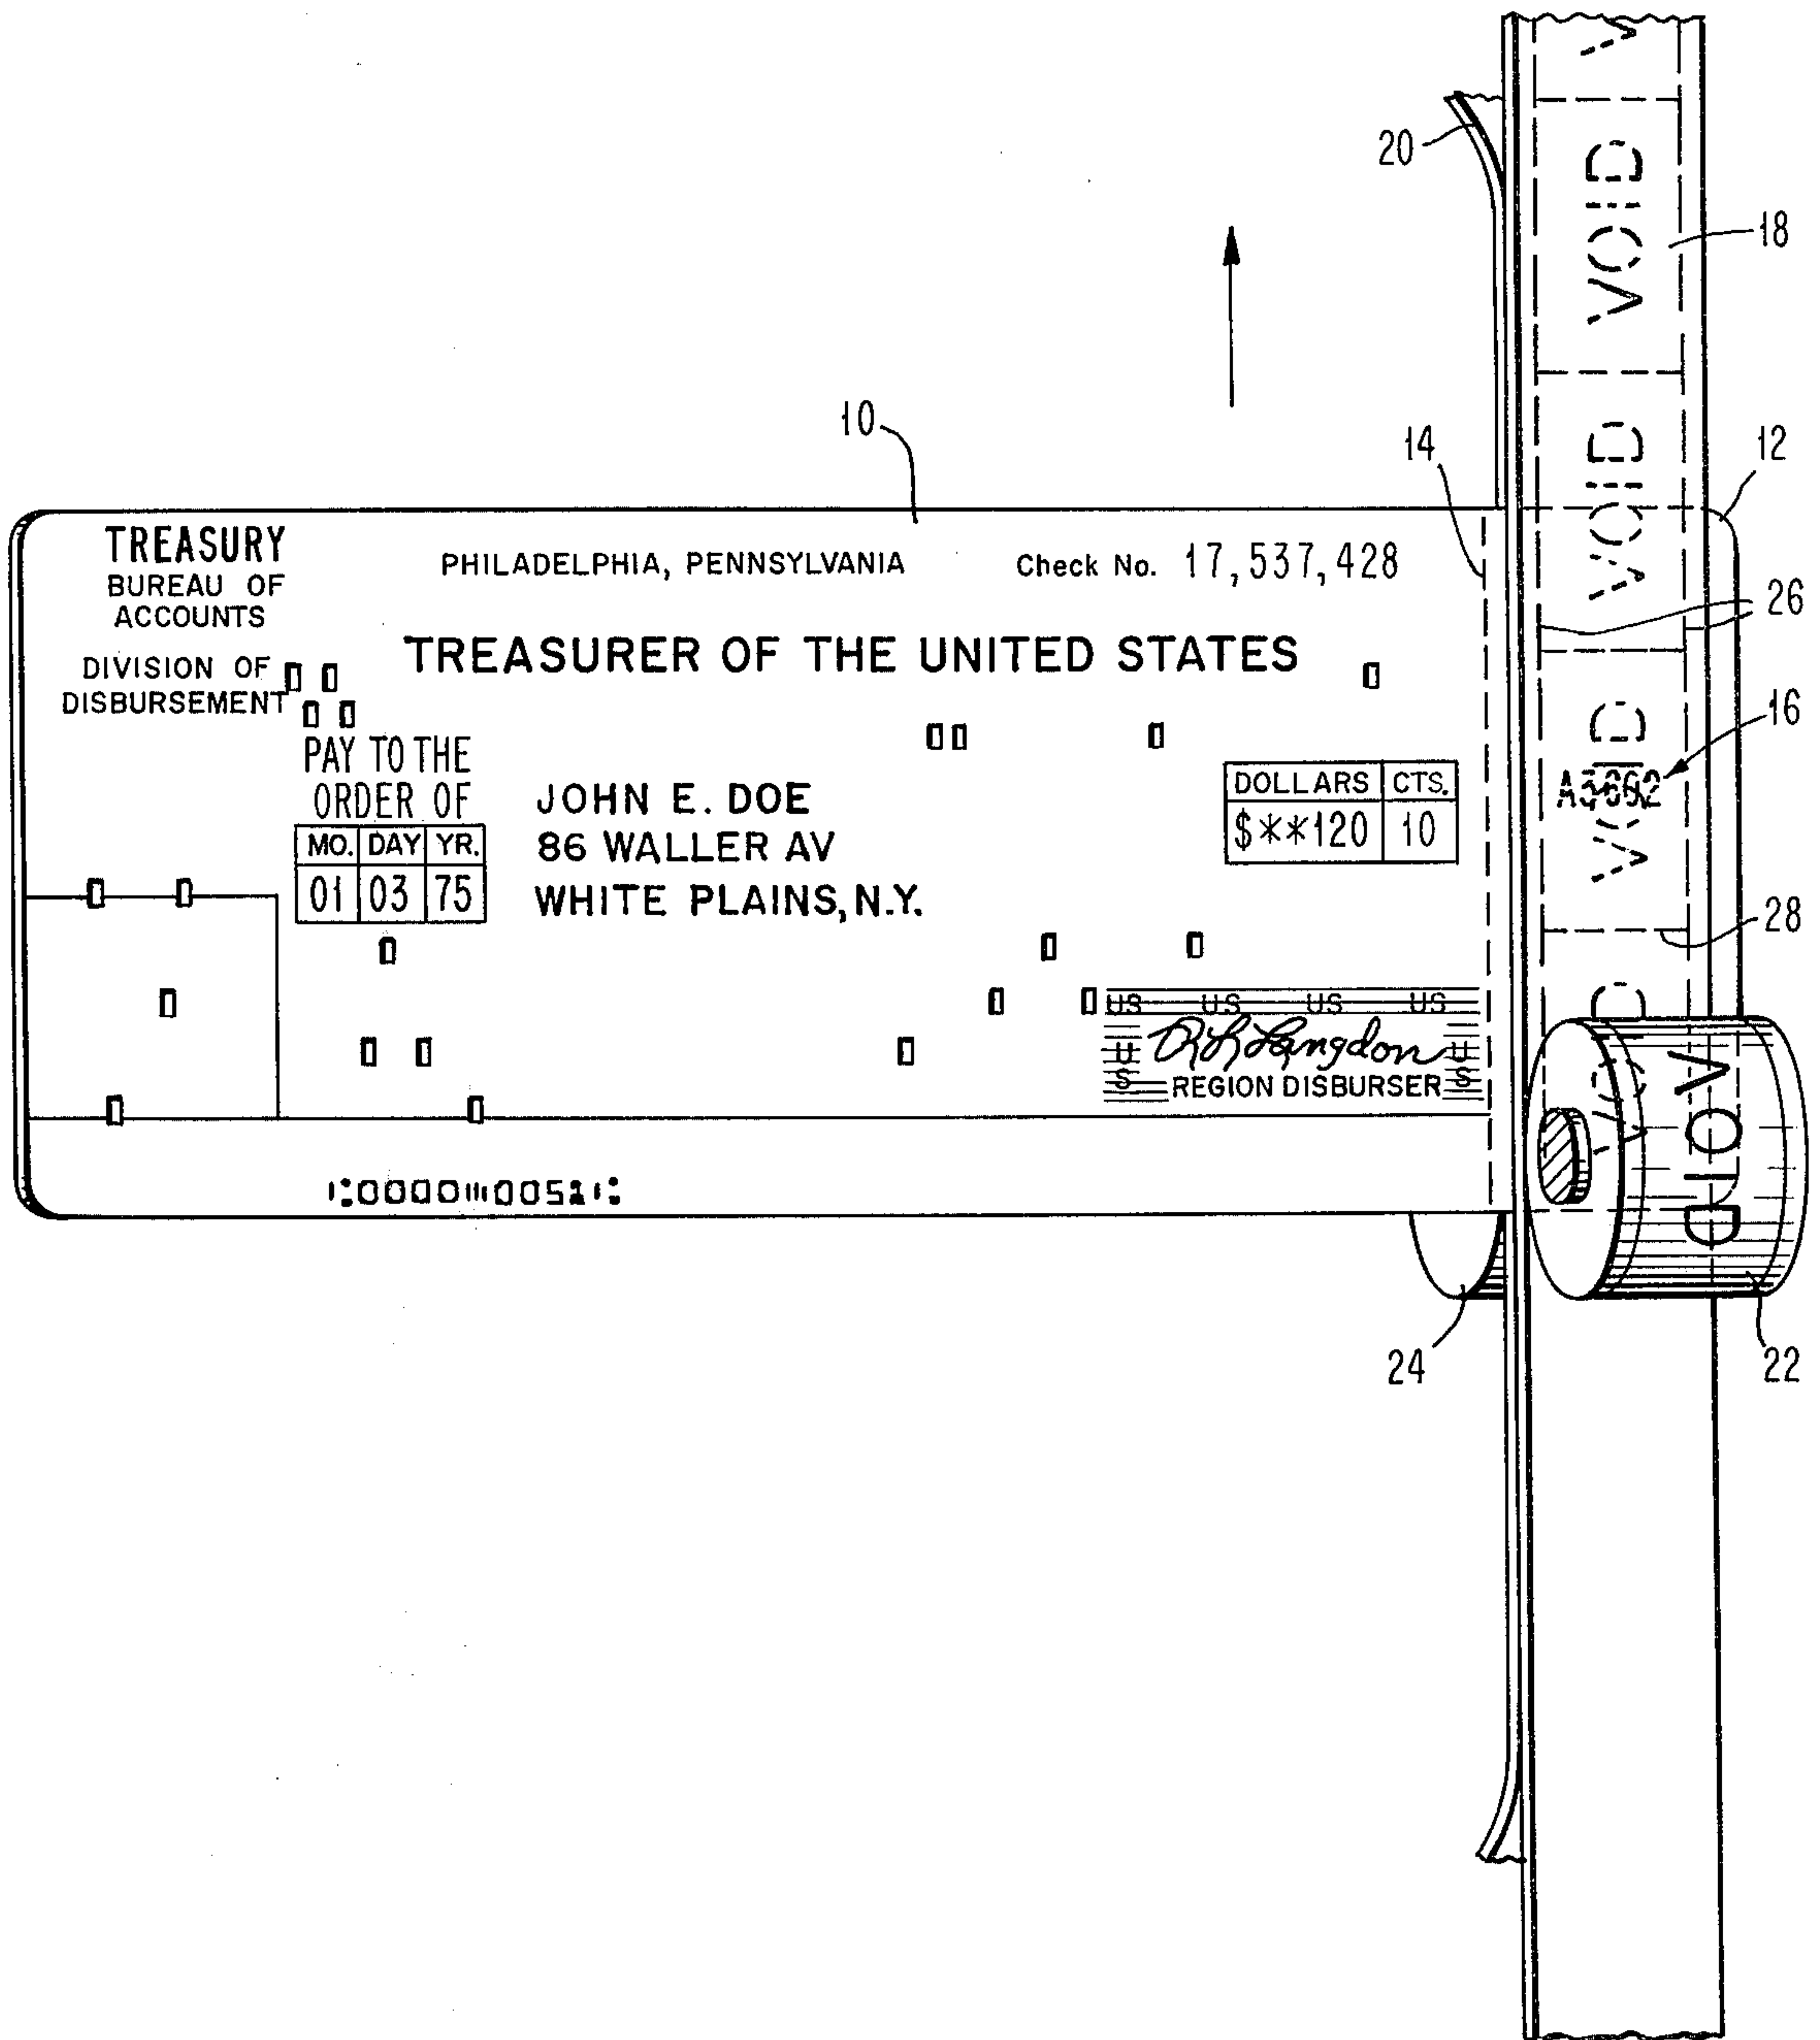 V
20
VOID
18
10
14
VOID
12
TREASURY
BUREAU OF
ACCOUNTS
DIVISION OF
DISBURSEMENT
PHILADELPHIA, PENNSYLVANIA
Check No. 17,537,428
TREASURER OF THE UNITED STATES
26
PAY TO THE
ORDER OF
MO. DAY YR.
01 03 75
JOHN E. DOE
86 WALLER AV
WHITE PLAINS, N.Y.
DOLLARS CTS.
$**120 10
VOID
16
28
US US US US
U S
R L Langdon
U S
REGION DISBURSER
VOID
VOID
24
22